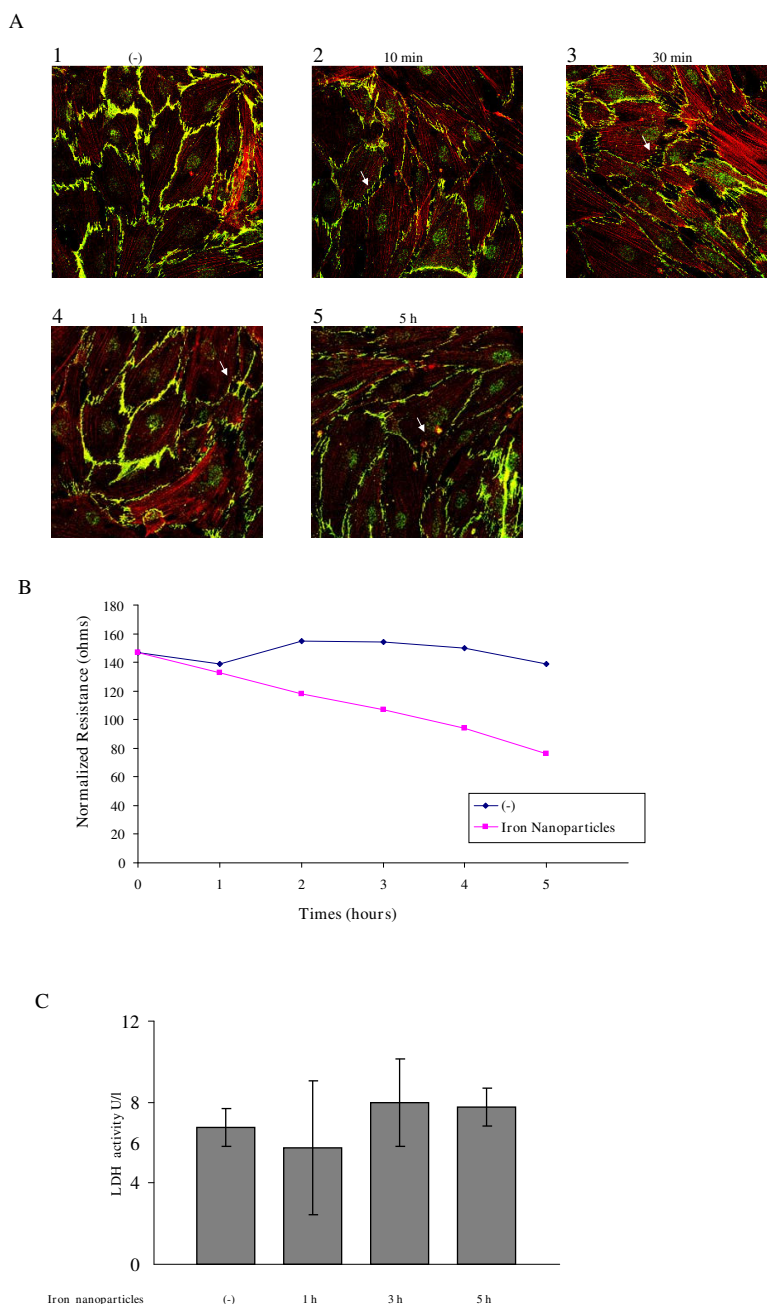 A
1 (-) 2 10 min 3 30 min
4 1 h 5 5 h
B
Normalized Resistance (ohms)
180
160
140
120
100
80
60
40
20
0
0 1 2 3 4 5
Times (hours)
(-)
Iron Nanoparticles
C
LDH activity U/l
12
8
6
4
0
Iron nanoparticles (-) 1 h 3 h 5 h